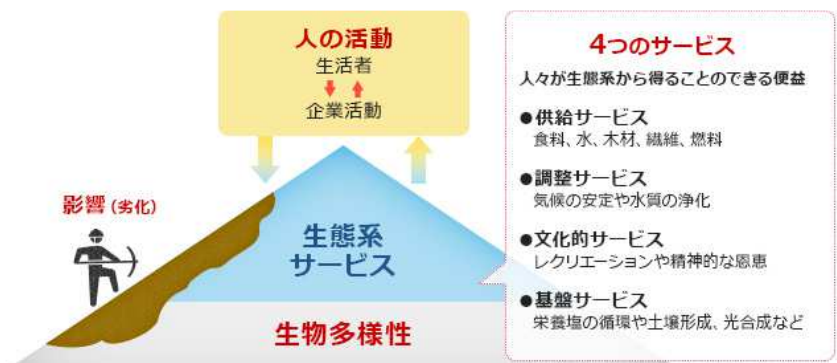 人の活動
生活者
企業活動
影響(劣化)
生態系
サービス
生物多様性
4つのサービス
人々が生態系から得ることのできる便益
●供給サービス
食料、水、木材、繊維、燃料
●調整サービス
気候の安定や水質の浄化
●文化的サービス
レクリエーションや精神的な恩恵
●基盤サービス
栄養塩の循環や土壌形成、光合成など